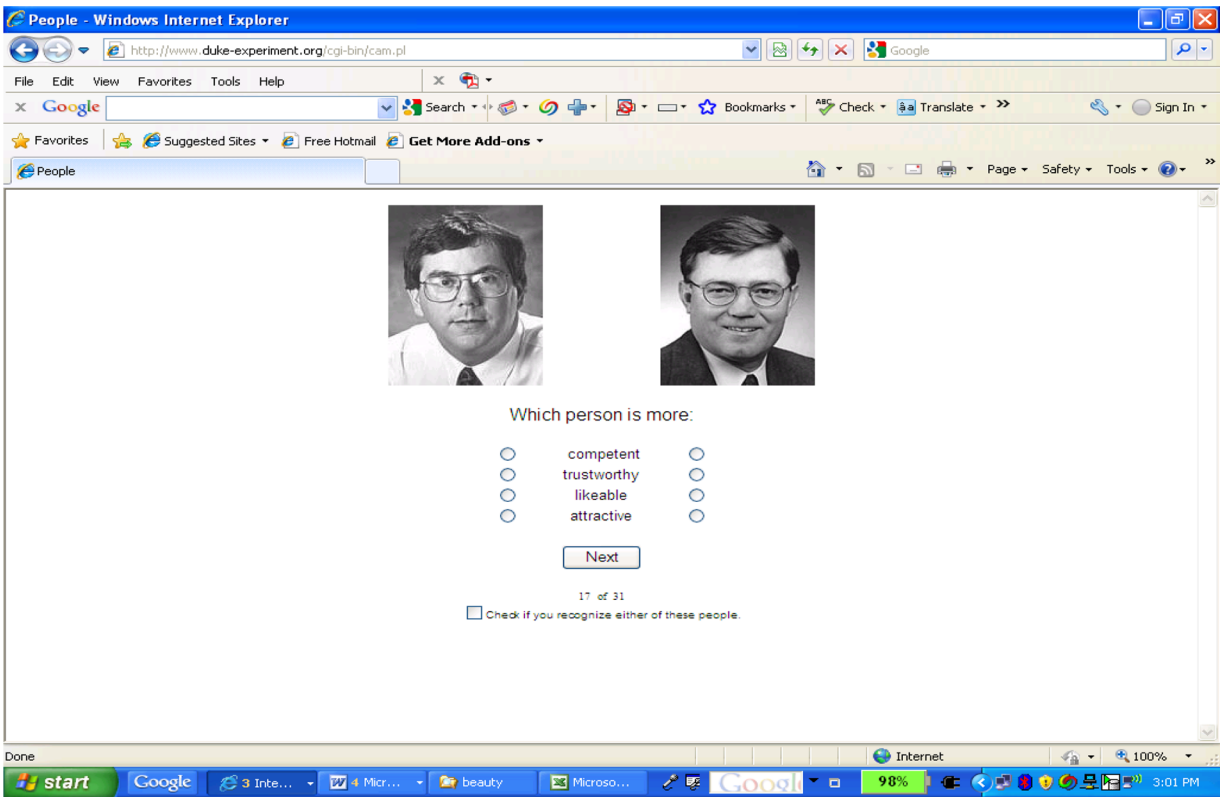 People - Windows Internet Explorer
http://www.duke-experiment.org/cgi-bin/cam.pl
Google
File Edit View Favorites Tools Help
x
x Google Search Bookmarks Check Translate >> Sign In
Favorites Suggested Sites Free Hotmail Get More Add-ons
People Page Safety Tools >>
Which person is more:
competent
trustworthy
likeable
attractive
Next
17 of 31
Check if you recognize either of these people.
Done Internet 100%
start Google 3 Inte... 4 Micr... beauty Microso... Google 98% 3:01 PM